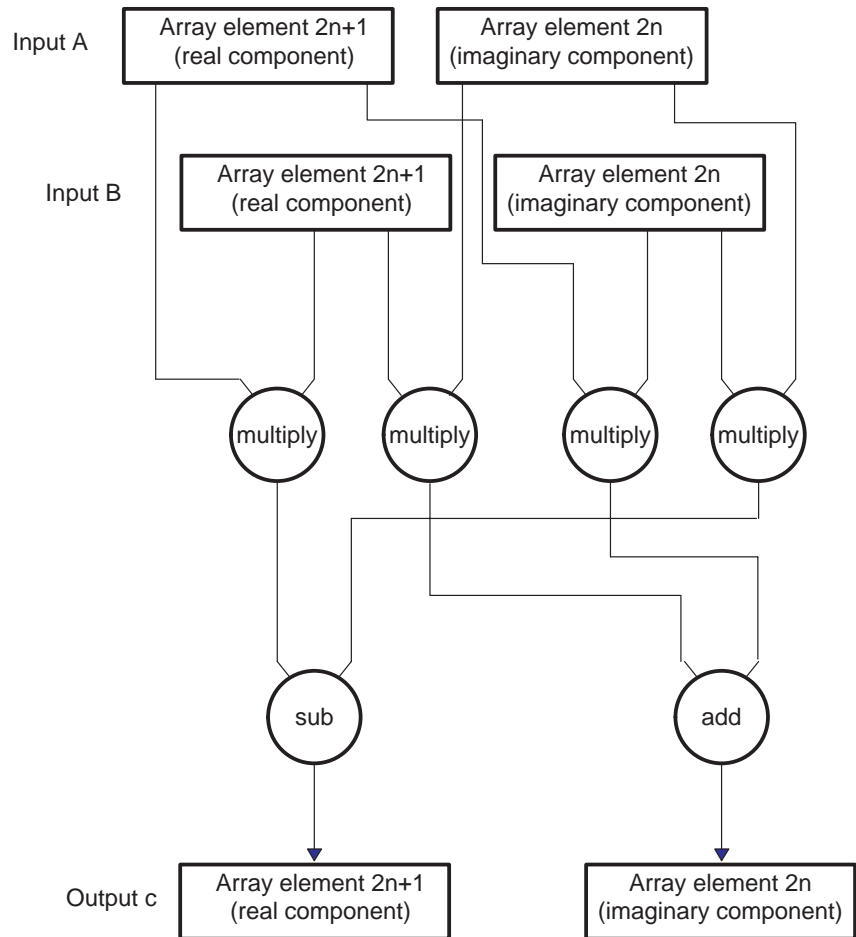 Input A
Array element 2n+1
(real component)
Array element 2n
(imaginary component)
Input B
Array element 2n+1
(real component)
Array element 2n
(imaginary component)
multiply
multiply
multiply
multiply
sub
add
Output c
Array element 2n+1
(real component)
Array element 2n
(imaginary component)